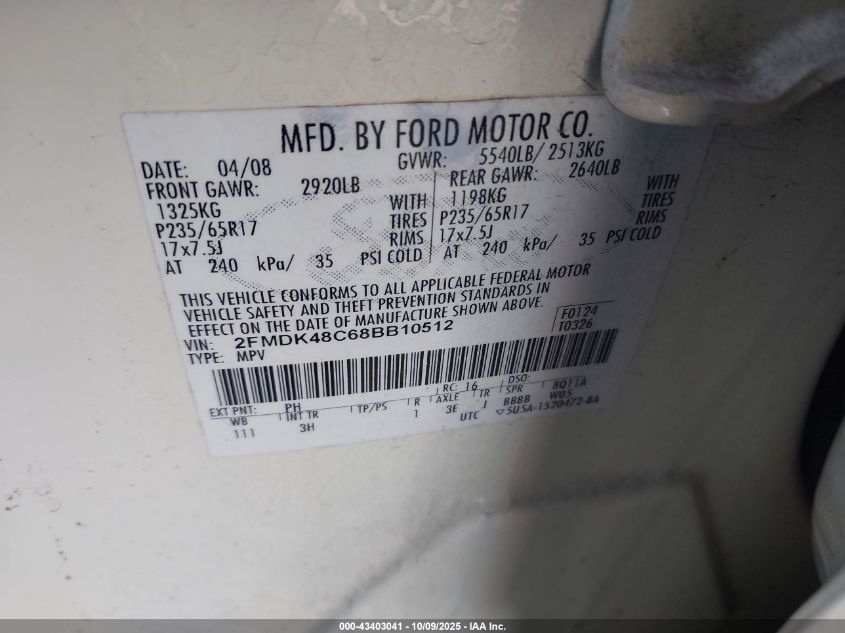 MFD. BY FORD MOTOR CO.
DATE: 04/08 GVWR: 5540LB/ 2513KG
FRONT GAWR: 2920LB REAR GAWR: 2640LB
1325KG WITH 1198KG WITH
P235/65R17 TIRES P235/65R17 TIRES
17x7.5J RIMS 17x7.5J RIMS
AT 240 kPa/ 35 PSI COLD AT 240 kPa/ 35 PSI COLD
THIS VEHICLE CONFORMS TO ALL APPLICABLE FEDERAL MOTOR
VEHICLE SAFETY AND THEFT PREVENTION STANDARDS IN
EFFECT ON THE DATE OF MANUFACTURE SHOWN ABOVE.
VIN: 2FMDK48C68BB10512 F0124
TYPE: MPV T0326
EXT PNT: PH RC: 16 DSO:
WB INT TR TP/PS R AXLE TR SPR 8Q11A
111 3H 1 3E J BBBB W05
UTC ▽5U5A-1520472-BA
000-43403041 - 10/09/2025 - IAA Inc.